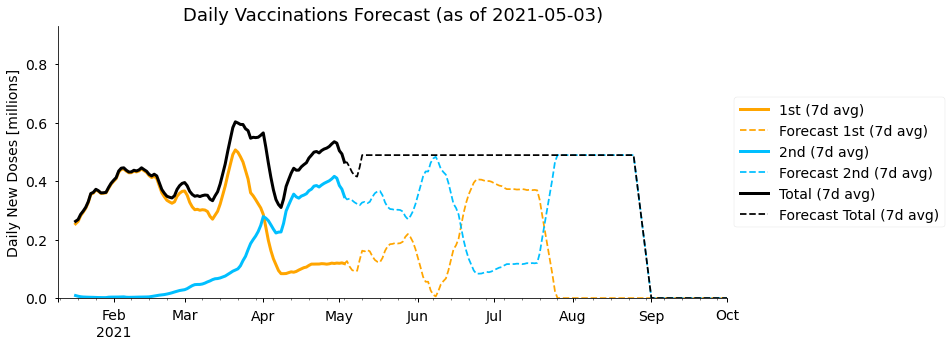 Daily Vaccinations Forecast (as of 2021-05-03)
Daily New Doses [millions]
0.8
0.6
0.4
0.2
0.0
Feb
2021
Mar
Apr
May
Jun
Jul
Aug
Sep
Oct
1st (7d avg)
Forecast 1st (7d avg)
2nd (7d avg)
Forecast 2nd (7d avg)
Total (7d avg)
Forecast Total (7d avg)